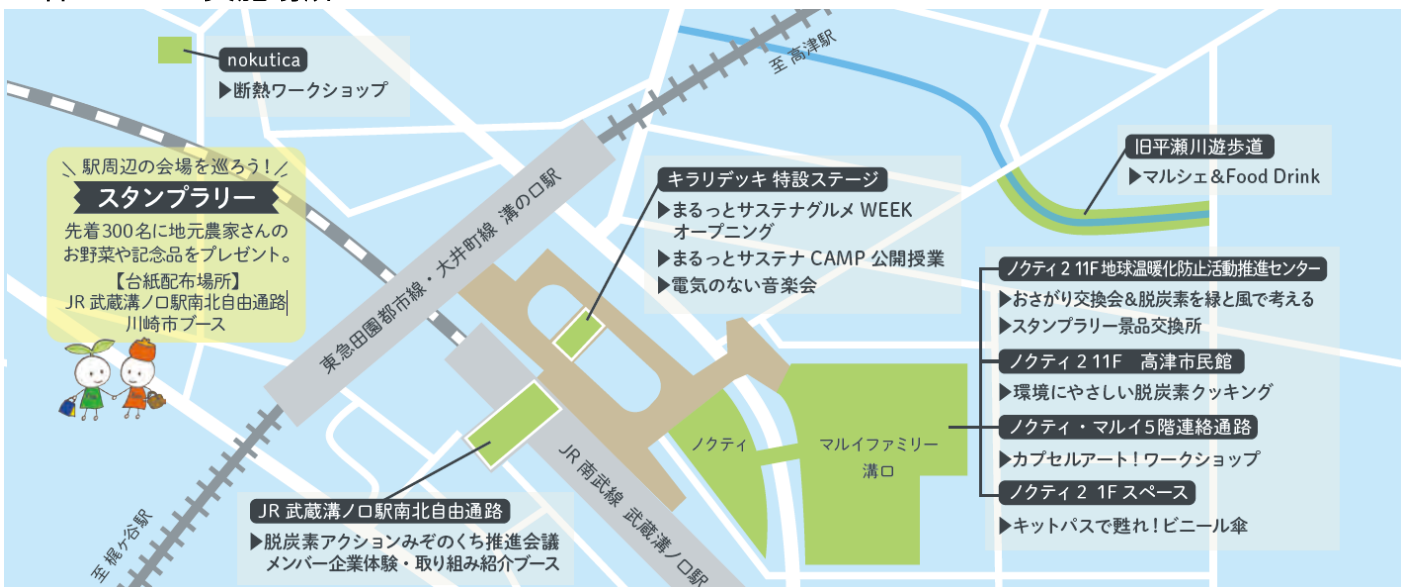 nokutica
▶断熱ワークショップ
至 高津駅
旧平瀬川遊歩道
▶マルシェ&Food Drink
駅周辺の会場を巡ろう!
スタンプラリー
先着300名に地元農家さんの
お野菜や記念品をプレゼント。
【台紙配布場所】
JR 武蔵溝ノ口駅南北自由通路
川崎市ブース
東急田園都市線・大井町線 溝の口駅
キラリデッキ 特設ステージ
▶まるっとサステナグルメ WEEK
オープニング
▶まるっとサステナ CAMP 公開授業
▶電気のない音楽会
ノクティ2 11F 地球温暖化防止活動推進センター
▶おさがり交換会&脱炭素を緑と風で考える
▶スタンプラリー景品交換所
ノクティ2 11F 高津市民館
▶環境にやさしい脱炭素クッキング
ノクティ・マルイ5階連絡通路
▶カプセルアート!ワークショップ
ノクティ2 1F スペース
▶キットパスで甦れ!ビニール傘
ノクティ
マルイファミリー
溝口
JR 南武線 武蔵溝ノ口駅
JR 武蔵溝ノ口駅南北自由通路
▶脱炭素アクションみぞのくち推進会議
メンバー企業体験・取り組み紹介ブース
至 梶ヶ谷駅